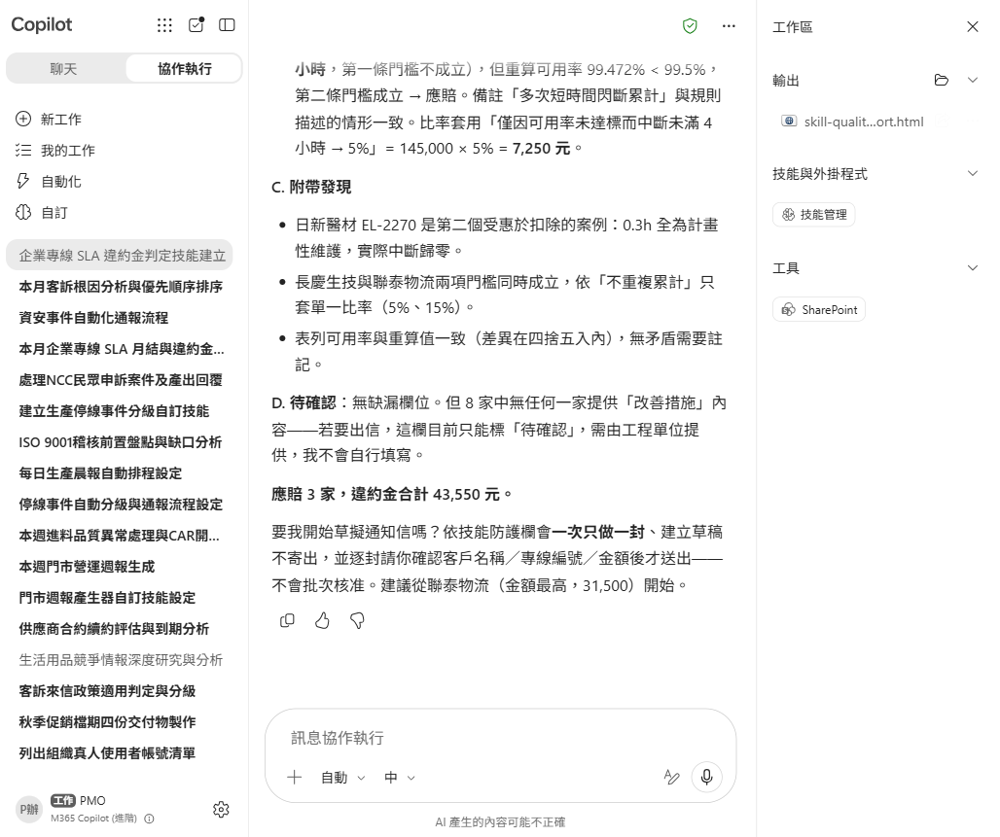 Copilot
聊天
協作執行
新工作
我的工作
自動化
自訂
企業專線 SLA 違約金判定技能建立
本月客訴根因分析與優先順序排序
資安事件自動化通報流程
本月企業專線 SLA 月結與違約金...
處理NCC民眾申訴案件及產出回覆
建立生產停線事件分級自訂技能
ISO 9001稽核前置盤點與缺口分析
每日生產晨報自動排程設定
停線事件自動分級與通報流程設定
本週進料品質異常處理與CAR開...
本週門市營運週報生成
門市週報產生器自訂技能設定
供應商合約續約評估與到期分析
生活用品競爭情報深度研究與分析
客訴來信政策適用判定與分級
秋季促銷檔期四份交付物製作
列出組織真人使用者帳號清單
P辦
工作 PMO
M365 Copilot (進階)
小時，第一條門檻不成立），但重算可用率 99.472% < 99.5%，
第二條門檻成立 → 應賠。備註「多次短時間閃斷累計」與規則
描述的情形一致。比率套用「僅因可用率未達標而中斷未滿 4
小時 → 5%」= 145,000 × 5% = 7,250 元。
C. 附帶發現
• 日新醫材 EL-2270 是第二個受惠於扣除的案例：0.3h 全為計畫
性維護，實際中斷歸零。
• 長慶生技與聯泰物流兩項門檻同時成立，依「不重複累計」只
套單一比率（5%、15%）。
• 表列可用率與重算值一致（差異在四捨五入內），無矛盾需要註
記。
D. 待確認：無缺漏欄位。但 8 家中無任何一家提供「改善措施」內
容——若要出信，這欄目前只能標「待確認」，需由工程單位提
供，我不會自行填寫。
應賠 3 家，違約金合計 43,550 元。
要我開始草擬通知信嗎？依技能防護欄會一次只做一封、建立草稿
不寄出，並逐封請你確認客戶名稱／專線編號／金額後才送出——
不會批次核准。建議從聯泰物流（金額最高，31,500）開始。
訊息協作執行
自動
中
AI 產生的內容可能不正確
工作區
輸出
skill-qualit...ort.html
技能與外掛程式
技能管理
工具
SharePoint